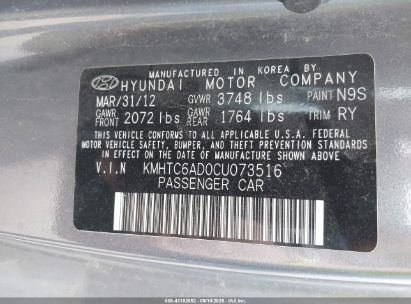 MANUFACTURED IN KOREA BY
HYUNDAI MOTOR COMPANY
MAR/31/12 GVWR 3748 lbs PAINT N9S
GAWR FRONT 2072 lbs GAWR REAR 1764 lbs TRIM RY
THIS VEHICLE CONFORMS TO ALL APPLICABLE U.S.A. FEDERAL
MOTOR VEHICLE SAFETY, BUMPER, AND THEFT PREVENTION
STANDARDS IN EFFECT ON THE DATE OF MANUFACTURE
SHOWN ABOVE.
V.I.N KMHTC6AD0CU073516
PASSENGER CAR